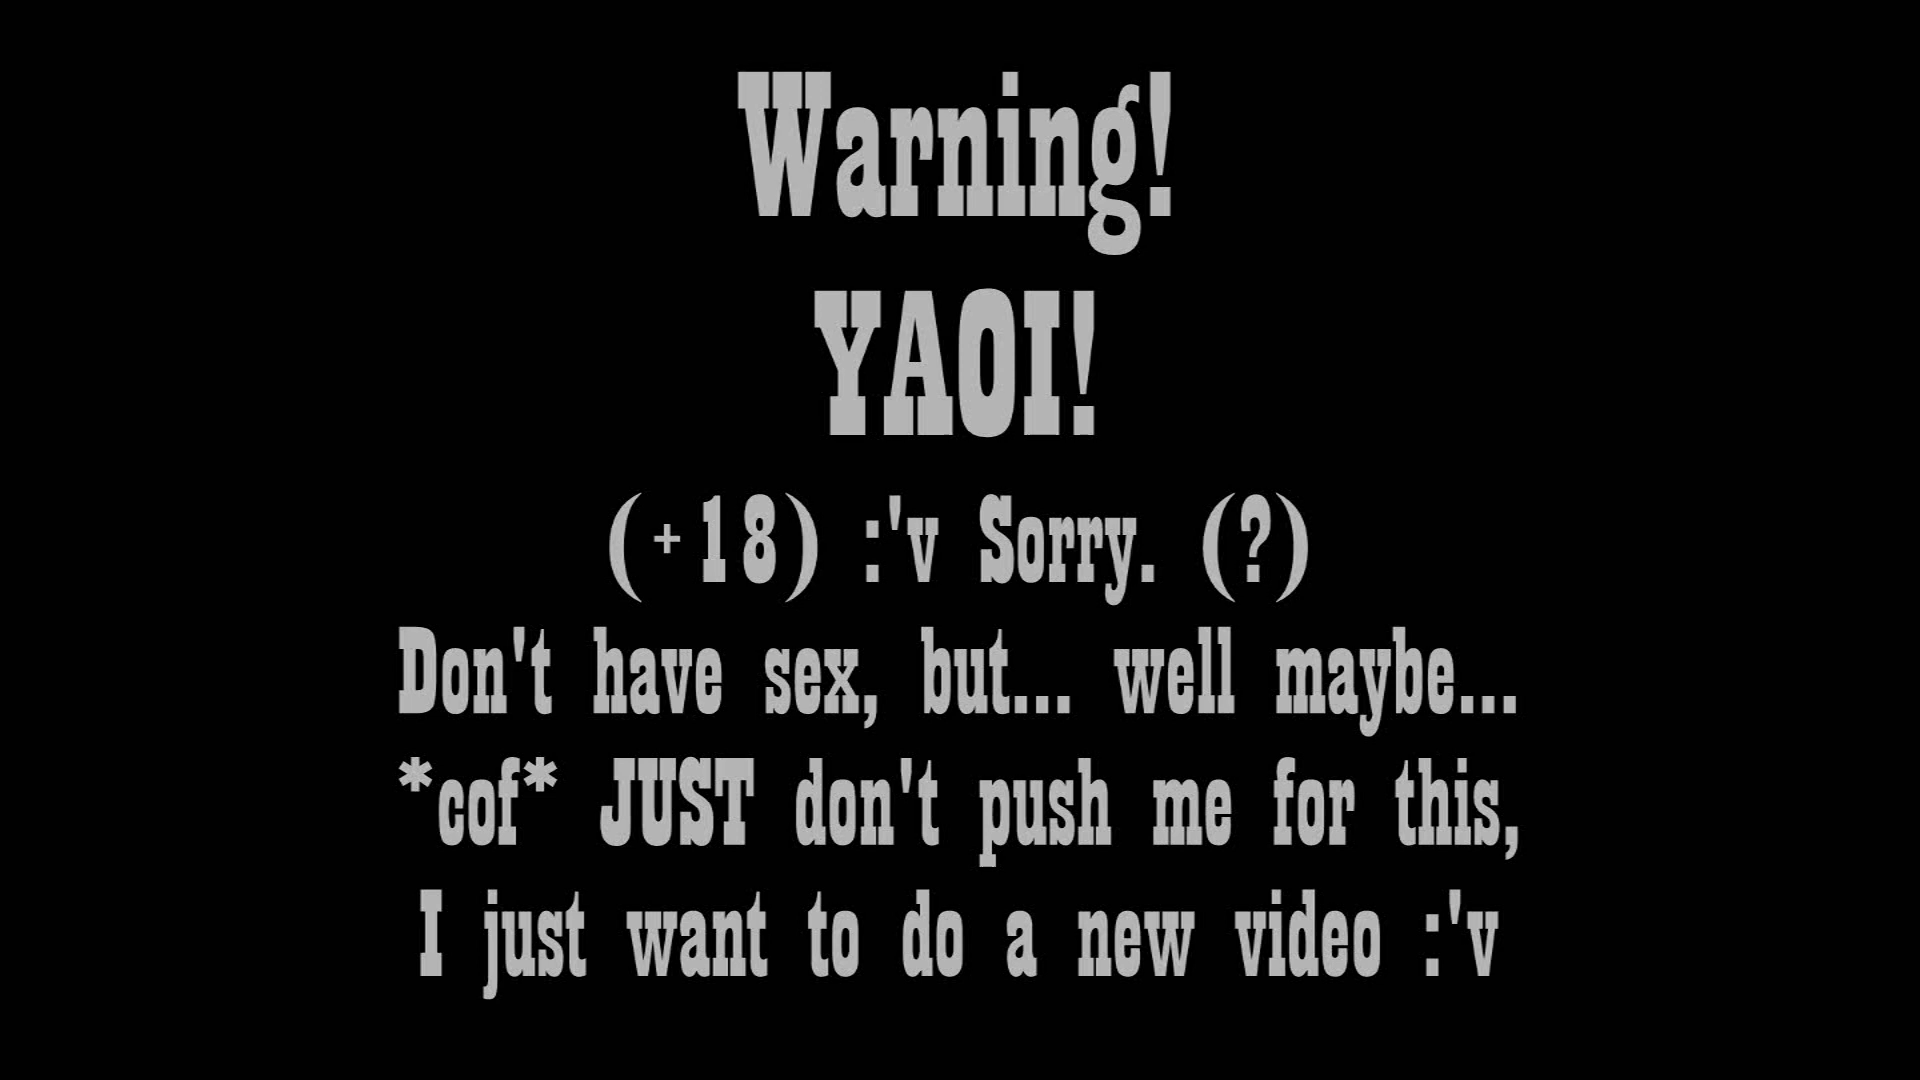 Warning!
YAOI!
(+18) :'v Sorry. (?)
Don't have sex, but... well maybe...
*cof* JUST don't push me for this,
I just want to do a new video :'v